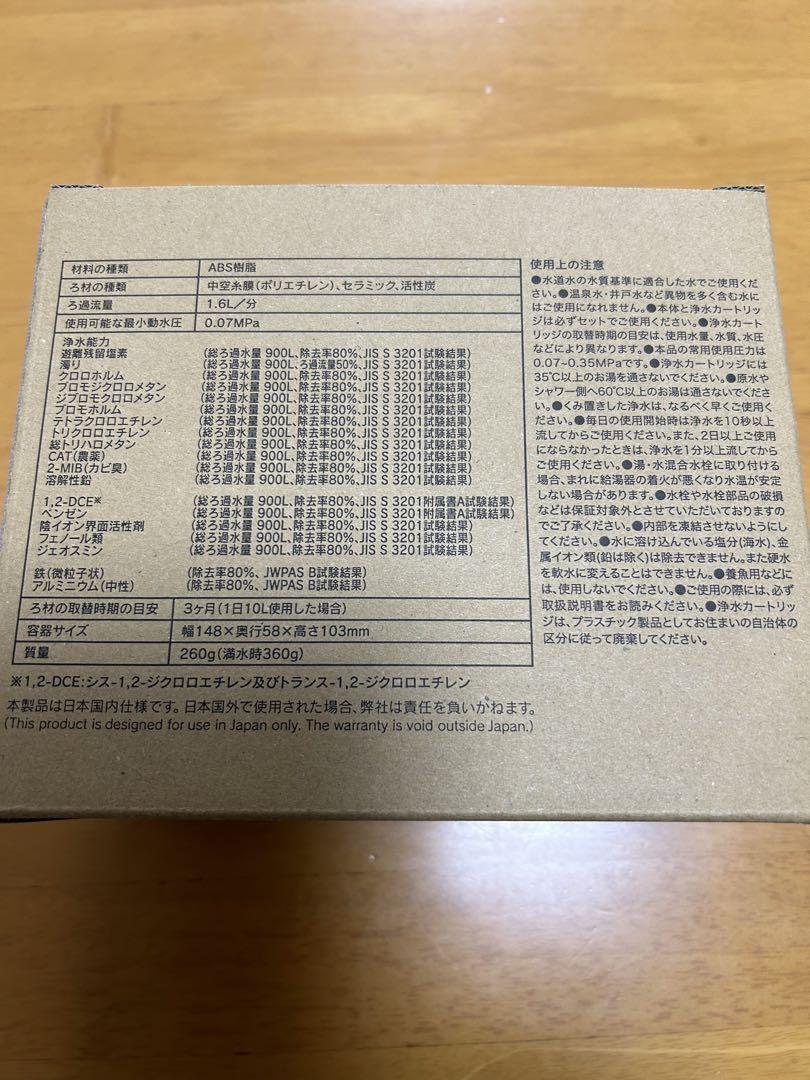 材料の種類 ABS樹脂
ろ材の種類 中空糸膜(ポリエチレン)、セラミック、活性炭
ろ過流量 1.6L/分
使用可能な最小動水圧 0.07MPa
浄水能力
遊離残留塩素 (総ろ過水量 900L、除去率80%、JIS S 3201試験結果)
濁り (総ろ過水量 900L、ろ過流量50%、JIS S 3201試験結果)
クロロホルム (総ろ過水量 900L、除去率80%、JIS S 3201試験結果)
ブロモジクロロメタン (総ろ過水量 900L、除去率80%、JIS S 3201試験結果)
ジブロモクロロメタン (総ろ過水量 900L、除去率80%、JIS S 3201試験結果)
ブロモホルム (総ろ過水量 900L、除去率80%、JIS S 3201試験結果)
テトラクロロエチレン (総ろ過水量 900L、除去率80%、JIS S 3201試験結果)
トリクロロエチレン (総ろ過水量 900L、除去率80%、JIS S 3201試験結果)
総トリハロメタン (総ろ過水量 900L、除去率80%、JIS S 3201試験結果)
CAT(農薬) (総ろ過水量 900L、除去率80%、JIS S 3201試験結果)
2-MIB(カビ臭) (総ろ過水量 900L、除去率80%、JIS S 3201試験結果)
溶解性鉛 (総ろ過水量 900L、除去率80%、JIS S 3201試験結果)
1,2-DCE※ (総ろ過水量 900L、除去率80%、JIS S 3201附属書A試験結果)
ベンゼン (総ろ過水量 900L、除去率80%、JIS S 3201附属書A試験結果)
陰イオン界面活性剤 (総ろ過水量 900L、除去率80%、JIS S 3201試験結果)
フェノール類 (総ろ過水量 900L、除去率80%、JIS S 3201試験結果)
ジェオスミン (総ろ過水量 900L、除去率80%、JIS S 3201試験結果)
鉄(微粒子状) (除去率80%、JWPAS B試験結果)
アルミニウム(中性) (除去率80%、JWPAS B試験結果)
ろ材の取替時期の目安 3ヶ月(1日10L使用した場合)
容器サイズ 幅148×奥行58×高さ103mm
質量 260g(満水時360g)
※1,2-DCE:シス-1,2-ジクロロエチレン及びトランス-1,2-ジクロロエチレン
本製品は日本国内仕様です。日本国外で使用された場合、弊社は責任を負いかねます。
(This product is designed for use in Japan only. The warranty is void outside Japan.)
使用上の注意
●水道水の水質基準に適合した水でご使用くださ
い。●温泉水・井戸水など異物を多く含む水に
はご使用になれません。●本体と浄水カートリッ
ジは必ずセットでご使用ください。●浄水カート
リッジの取替時期の目安は、使用水量、水質、水圧
などにより異なります。●本品の常用使用圧力は
0.07~0.35MPaです。●浄水カートリッジには
35℃以上のお湯を通さないでください。●原水や
シャワー側へ60℃以上のお湯は通さないでださ
い。●くみ置きした浄水は、なるべく早くご使用く
ださい。●毎日の使用開始時は浄水を10秒以上
流してからご使用ください。また、2日以上ご使用
にならなかったときは、浄水を1分以上流してから
ご使用ください。●湯・水混合水栓に取り付ける
場合、まれに給湯器の着火が悪くなり水温が安定
しない場合があります。●水栓や水栓部品の破損
などは保証対象外とさせていただいておりますの
でご了承ください。●内部を凍結させないようにし
てください。●水に溶け込んでいる塩分(海水)、金
属イオン類(鉛は除く)は除去できません。また硬水
を軟水に変えることはできません。●養魚用などに
は、使用しないでください。●ご使用の際には、必ず
取扱説明書をお読みください。●浄水カートリッ
ジは、プラスチック製品としてお住まいの自治体の
区分に従って廃棄してください。